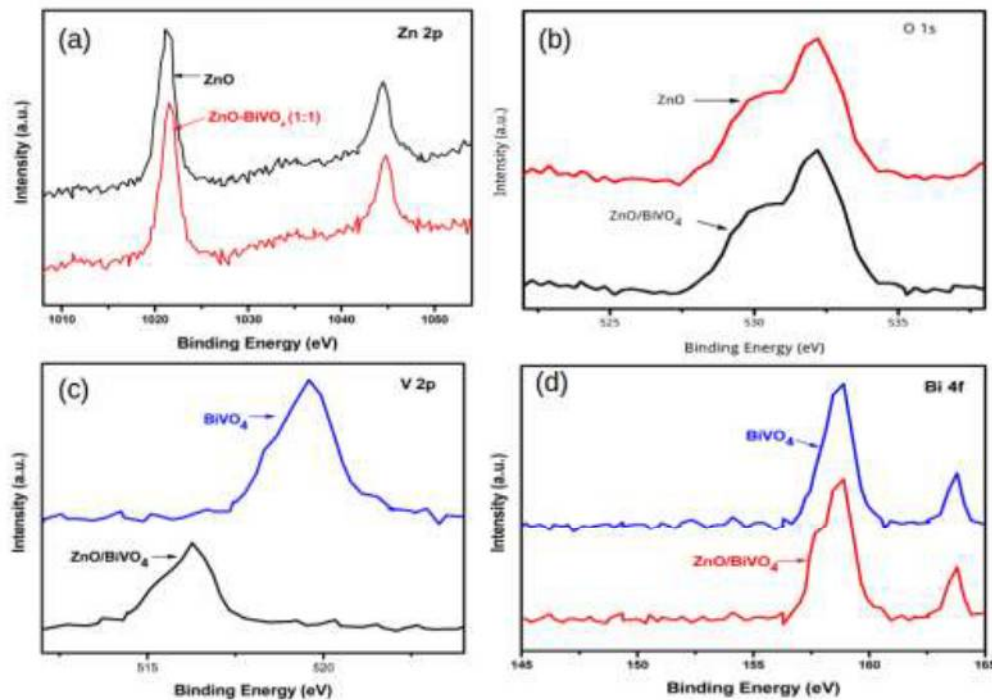 (a)
Zn 2p
ZnO
ZnO-BiVO4 (1:1)
Intensity (a.u.)
1010 1020 1030 1040 1050
Binding Energy (eV)
(b)
O 1s
ZnO
ZnO/BiVO4
Intensity (a.u.)
525 530 535
Binding Energy (eV)
(c)
V 2p
BiVO4
ZnO/BiVO4
Intensity (a.u.)
515 520
Binding Energy (eV)
(d)
Bi 4f
BiVO4
ZnO/BiVO4
Intensity (a.u.)
145 150 155 160 165
Binding Energy (eV)